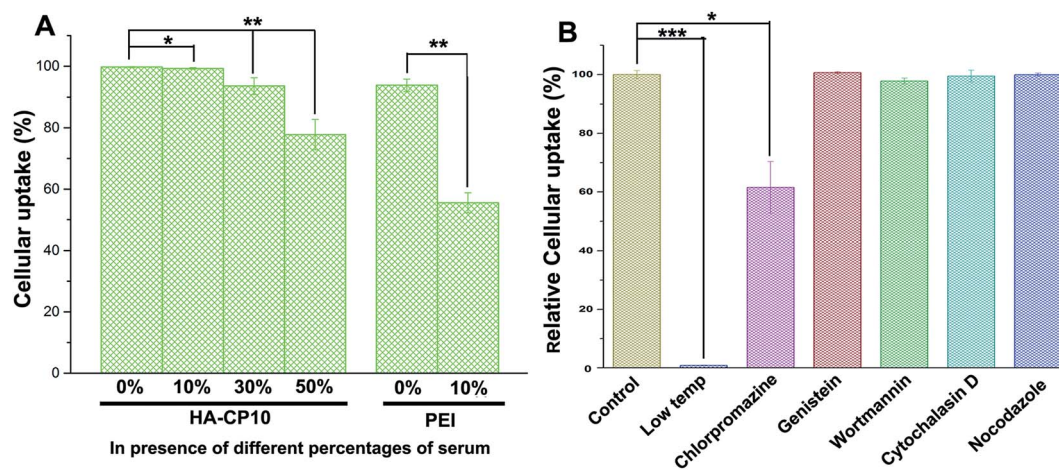 A
Cellular uptake (%)
100
80
60
40
20
0
*
**
**
0% 10% 30% 50% 0% 10%
HA-CP10 PEI
In presence of different percentages of serum
B
Relative Cellular uptake (%)
100
80
60
40
20
0
*
***
Control
Low temp
Chlorpromazine
Genistein
Wortmannin
Cytochalasin D
Nocodazole